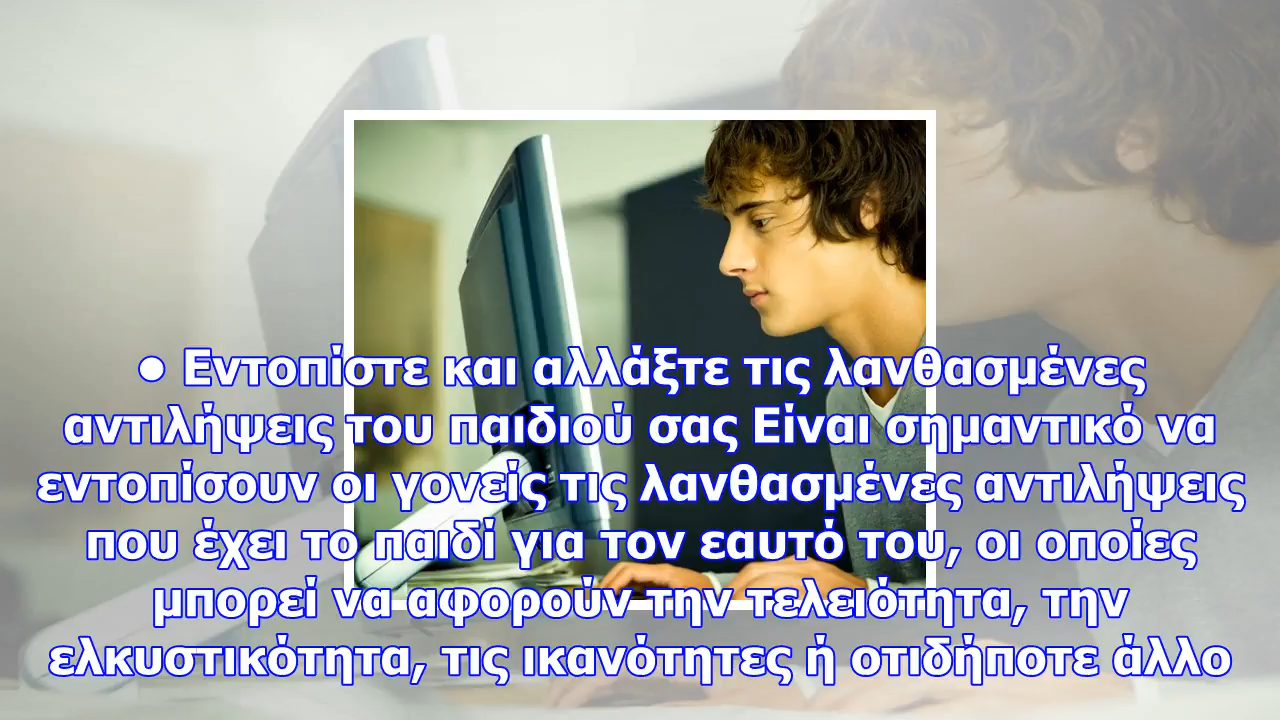 • Εντοπίστε και αλλάξτε τις λανθασμένες
αντιλήψεις του παιδιού σας Είναι σημαντικό να
εντοπίσουν οι γονείς τις λανθασμένες αντιλήψεις
που έχει το παιδί για τον εαυτό του, οι οποίες
μπορεί να αφορούν την τελειότητα, την
ελκυστικότητα, τις ικανότητες ή οτιδήποτε άλλο